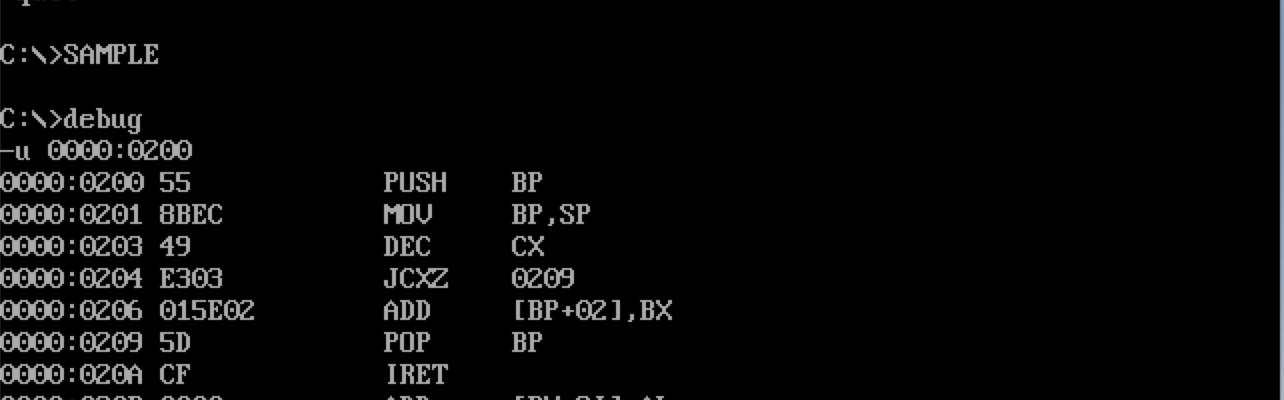 C:\>SAMPLE
C:\>debug
-u 0000:0200
0000:0200 55 PUSH BP
0000:0201 8BEC MOV BP,SP
0000:0203 49 DEC CX
0000:0204 E303 JCXZ 0209
0000:0206 015E02 ADD [BP+02],BX
0000:0209 5D POP BP
0000:020A CF IRET